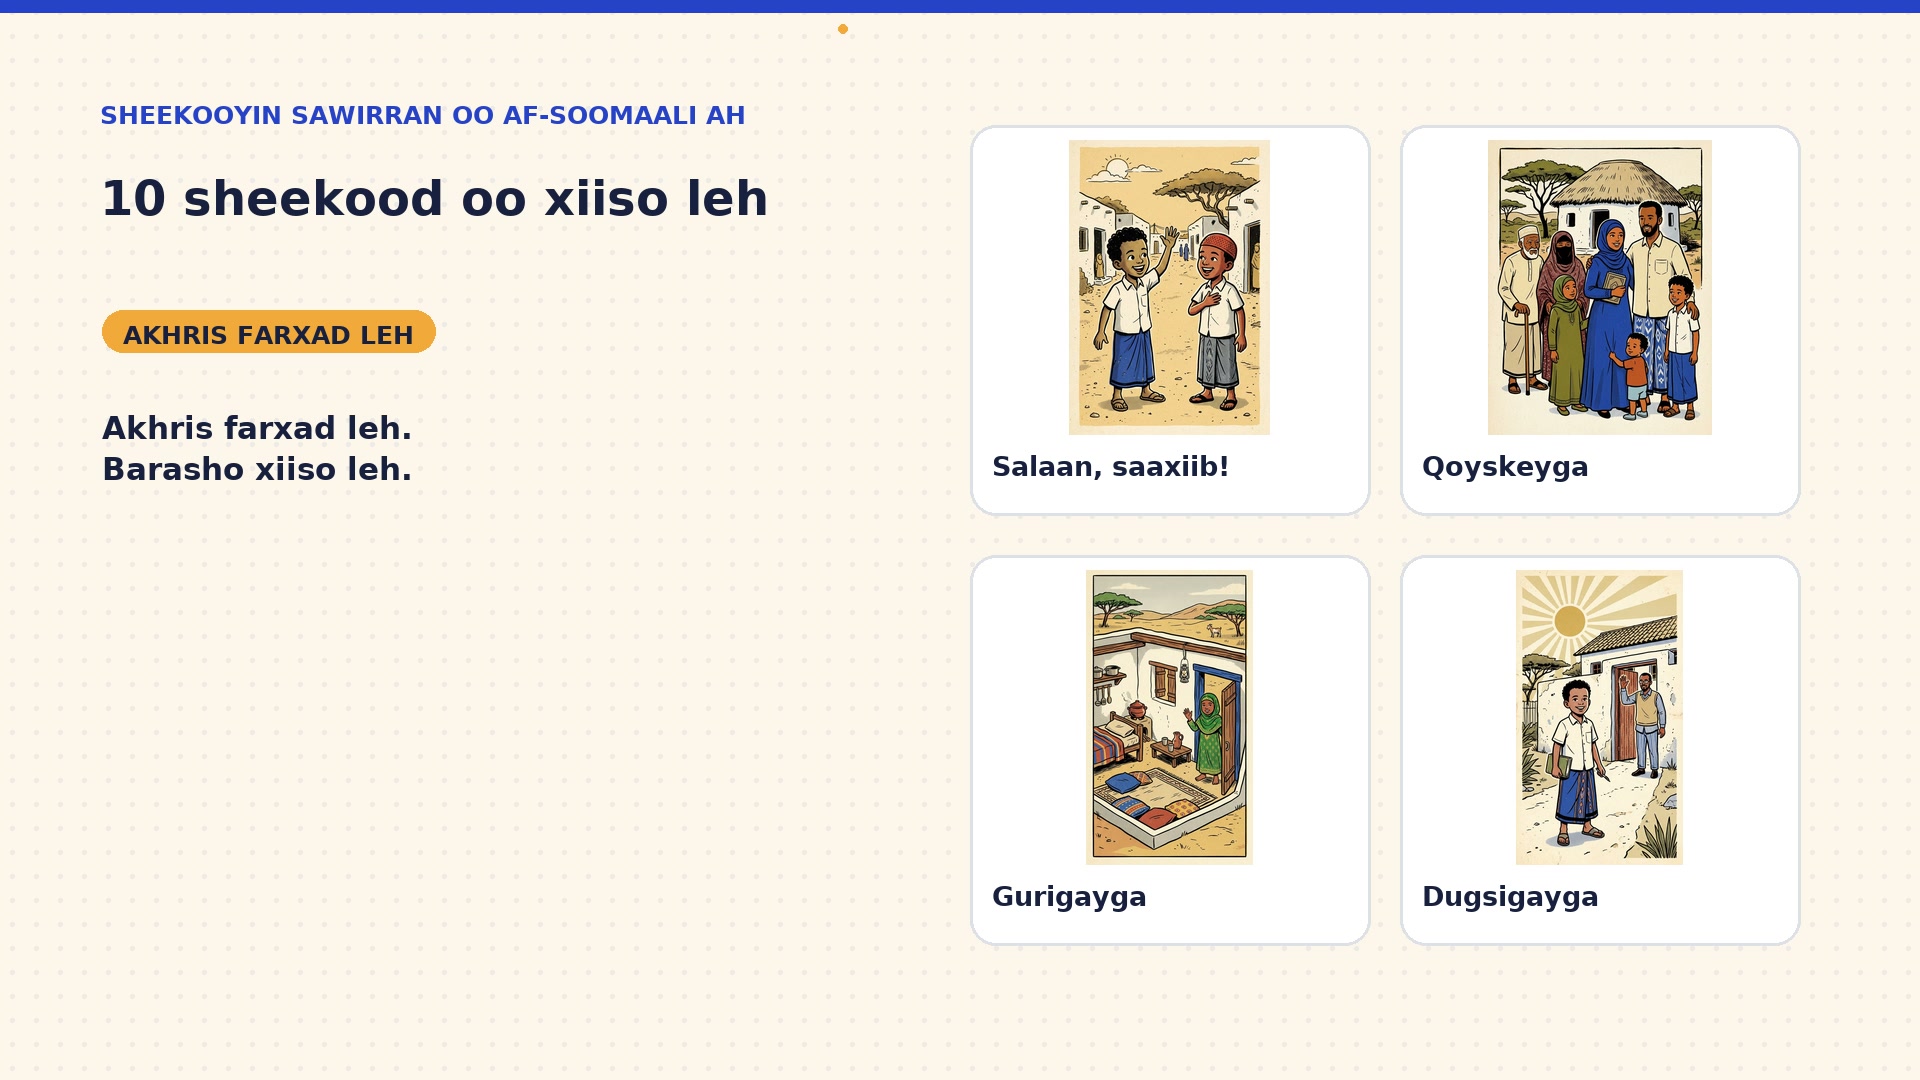 SHEEKOOYIN SAWIRRAN OO AF-SOOMAALI AH
10 sheekood oo xiiso leh
AKHRIS FARXAD LEH
Akhris farxad leh.
Barasho xiiso leh.
Salaan, saaxiib!
Qoyskeyga
Gurigayga
Dugsigayga